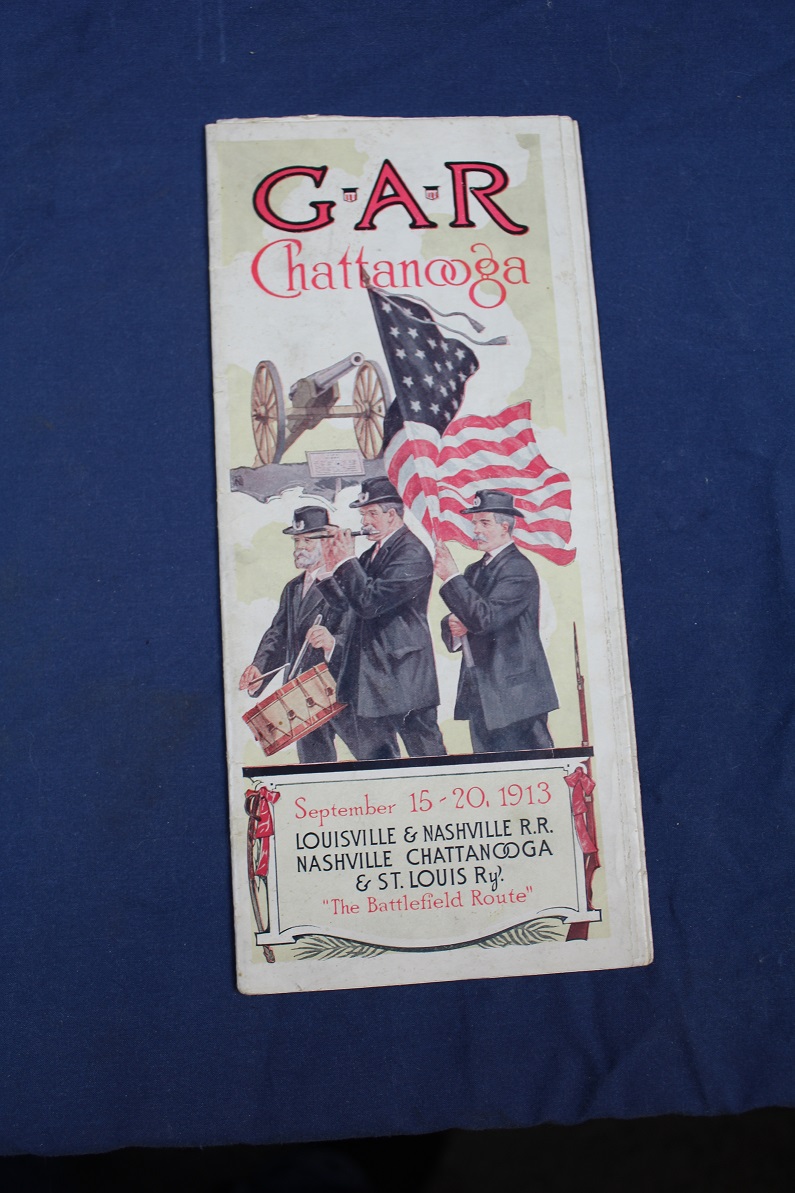 G·A·R
Chattanooga
September 15-20, 1913
LOUISVILLE & NASHVILLE R.R.
NASHVILLE CHATTANOOGA
& ST. LOUIS Ry.
"The Battlefield Route"